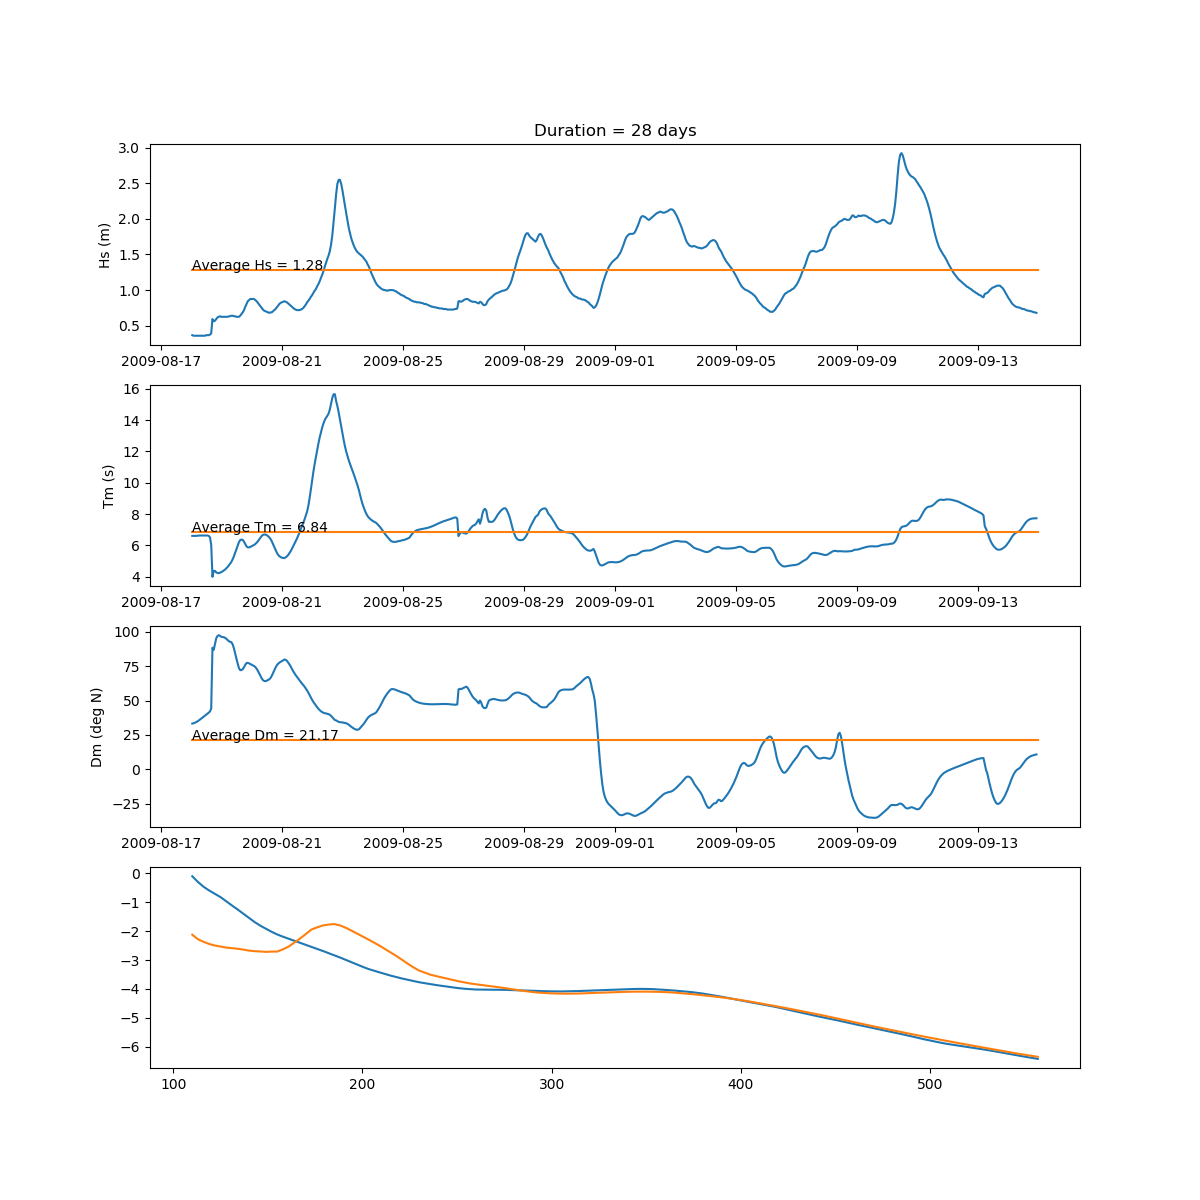 Duration = 28 days
3.0
2.5
2.0
1.5
1.0
0.5
Hs (m)
Average Hs = 1.28
2009-08-17 2009-08-21 2009-08-25 2009-08-29 2009-09-01 2009-09-05 2009-09-09 2009-09-13
16
14
12
10
8
6
4
Tm (s)
Average Tm = 6.84
2009-08-17 2009-08-21 2009-08-25 2009-08-29 2009-09-01 2009-09-05 2009-09-09 2009-09-13
100
75
50
25
0
−25
Dm (deg N)
Average Dm = 21.17
2009-08-17 2009-08-21 2009-08-25 2009-08-29 2009-09-01 2009-09-05 2009-09-09 2009-09-13
0
−1
−2
−3
−4
−5
−6
100 200 300 400 500